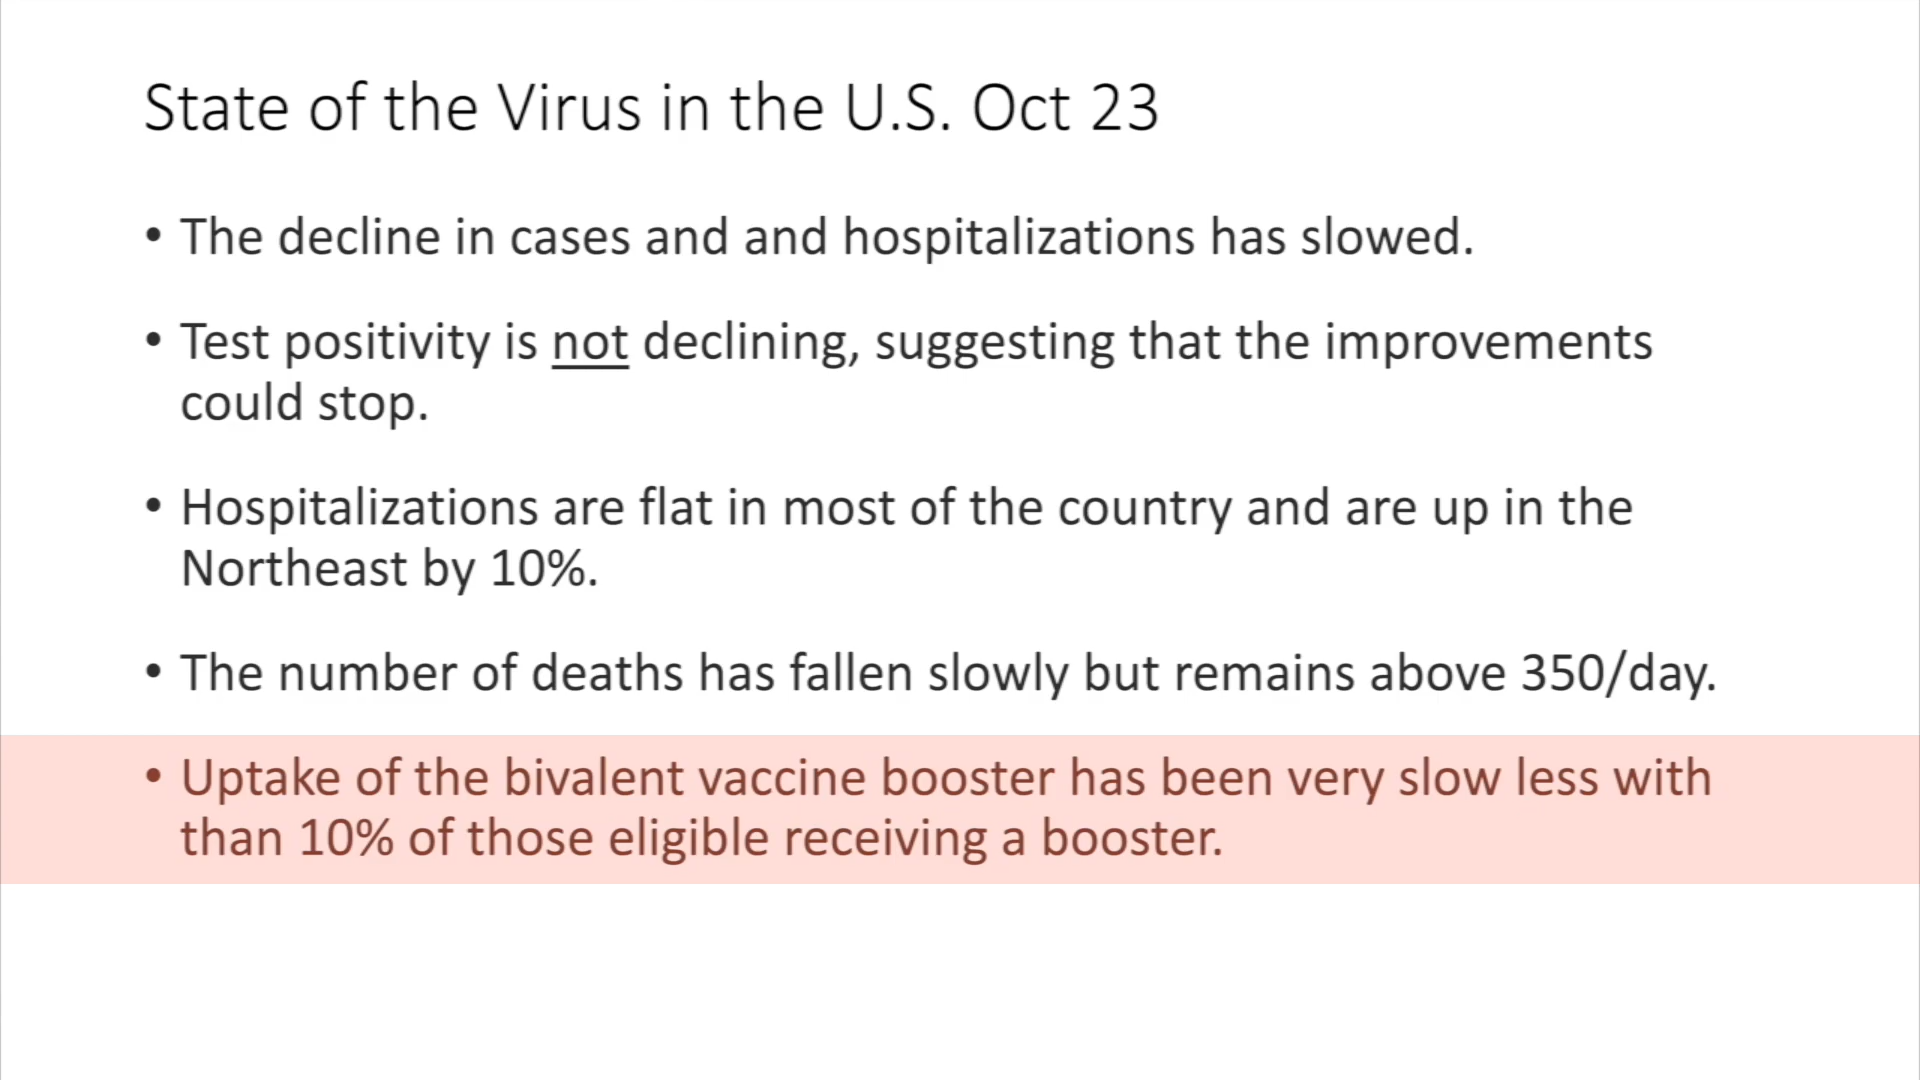 State of the Virus in the U.S. Oct 23
• The decline in cases and and hospitalizations has slowed.
• Test positivity is not declining, suggesting that the improvements
could stop.
• Hospitalizations are flat in most of the country and are up in the
Northeast by 10%.
• The number of deaths has fallen slowly but remains above 350/day.
• Uptake of the bivalent vaccine booster has been very slow less with
than 10% of those eligible receiving a booster.